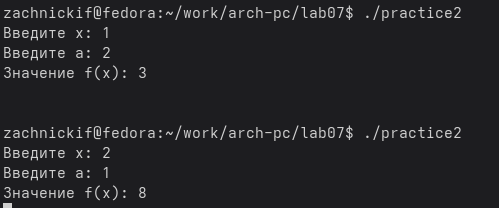 zachnickif@fedora:~/work/arch-pc/lab07$ ./practice2
Введите x: 1
Введите a: 2
Значение f(x): 3
zachnickif@fedora:~/work/arch-pc/lab07$ ./practice2
Введите x: 2
Введите a: 1
Значение f(x): 8